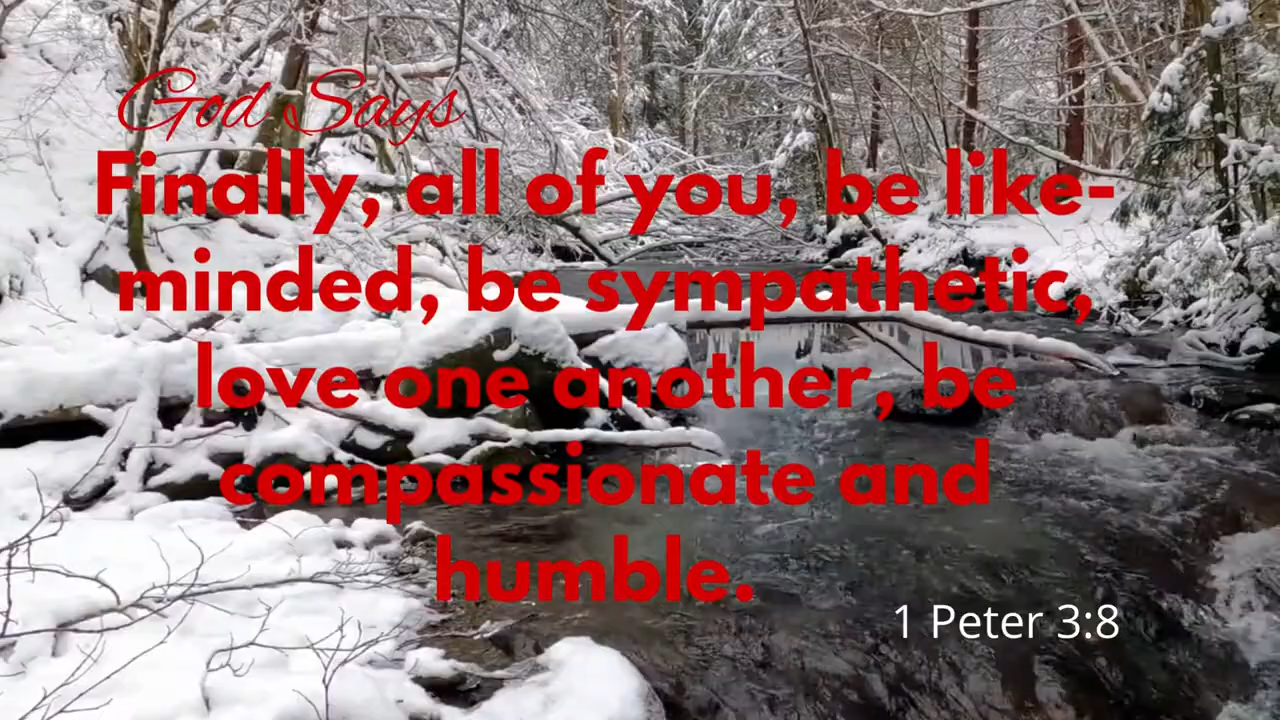 God Says
Finally, all of you, be like-
minded, be sympathetic,
love one another, be
compassionate and
humble.
1 Peter 3:8